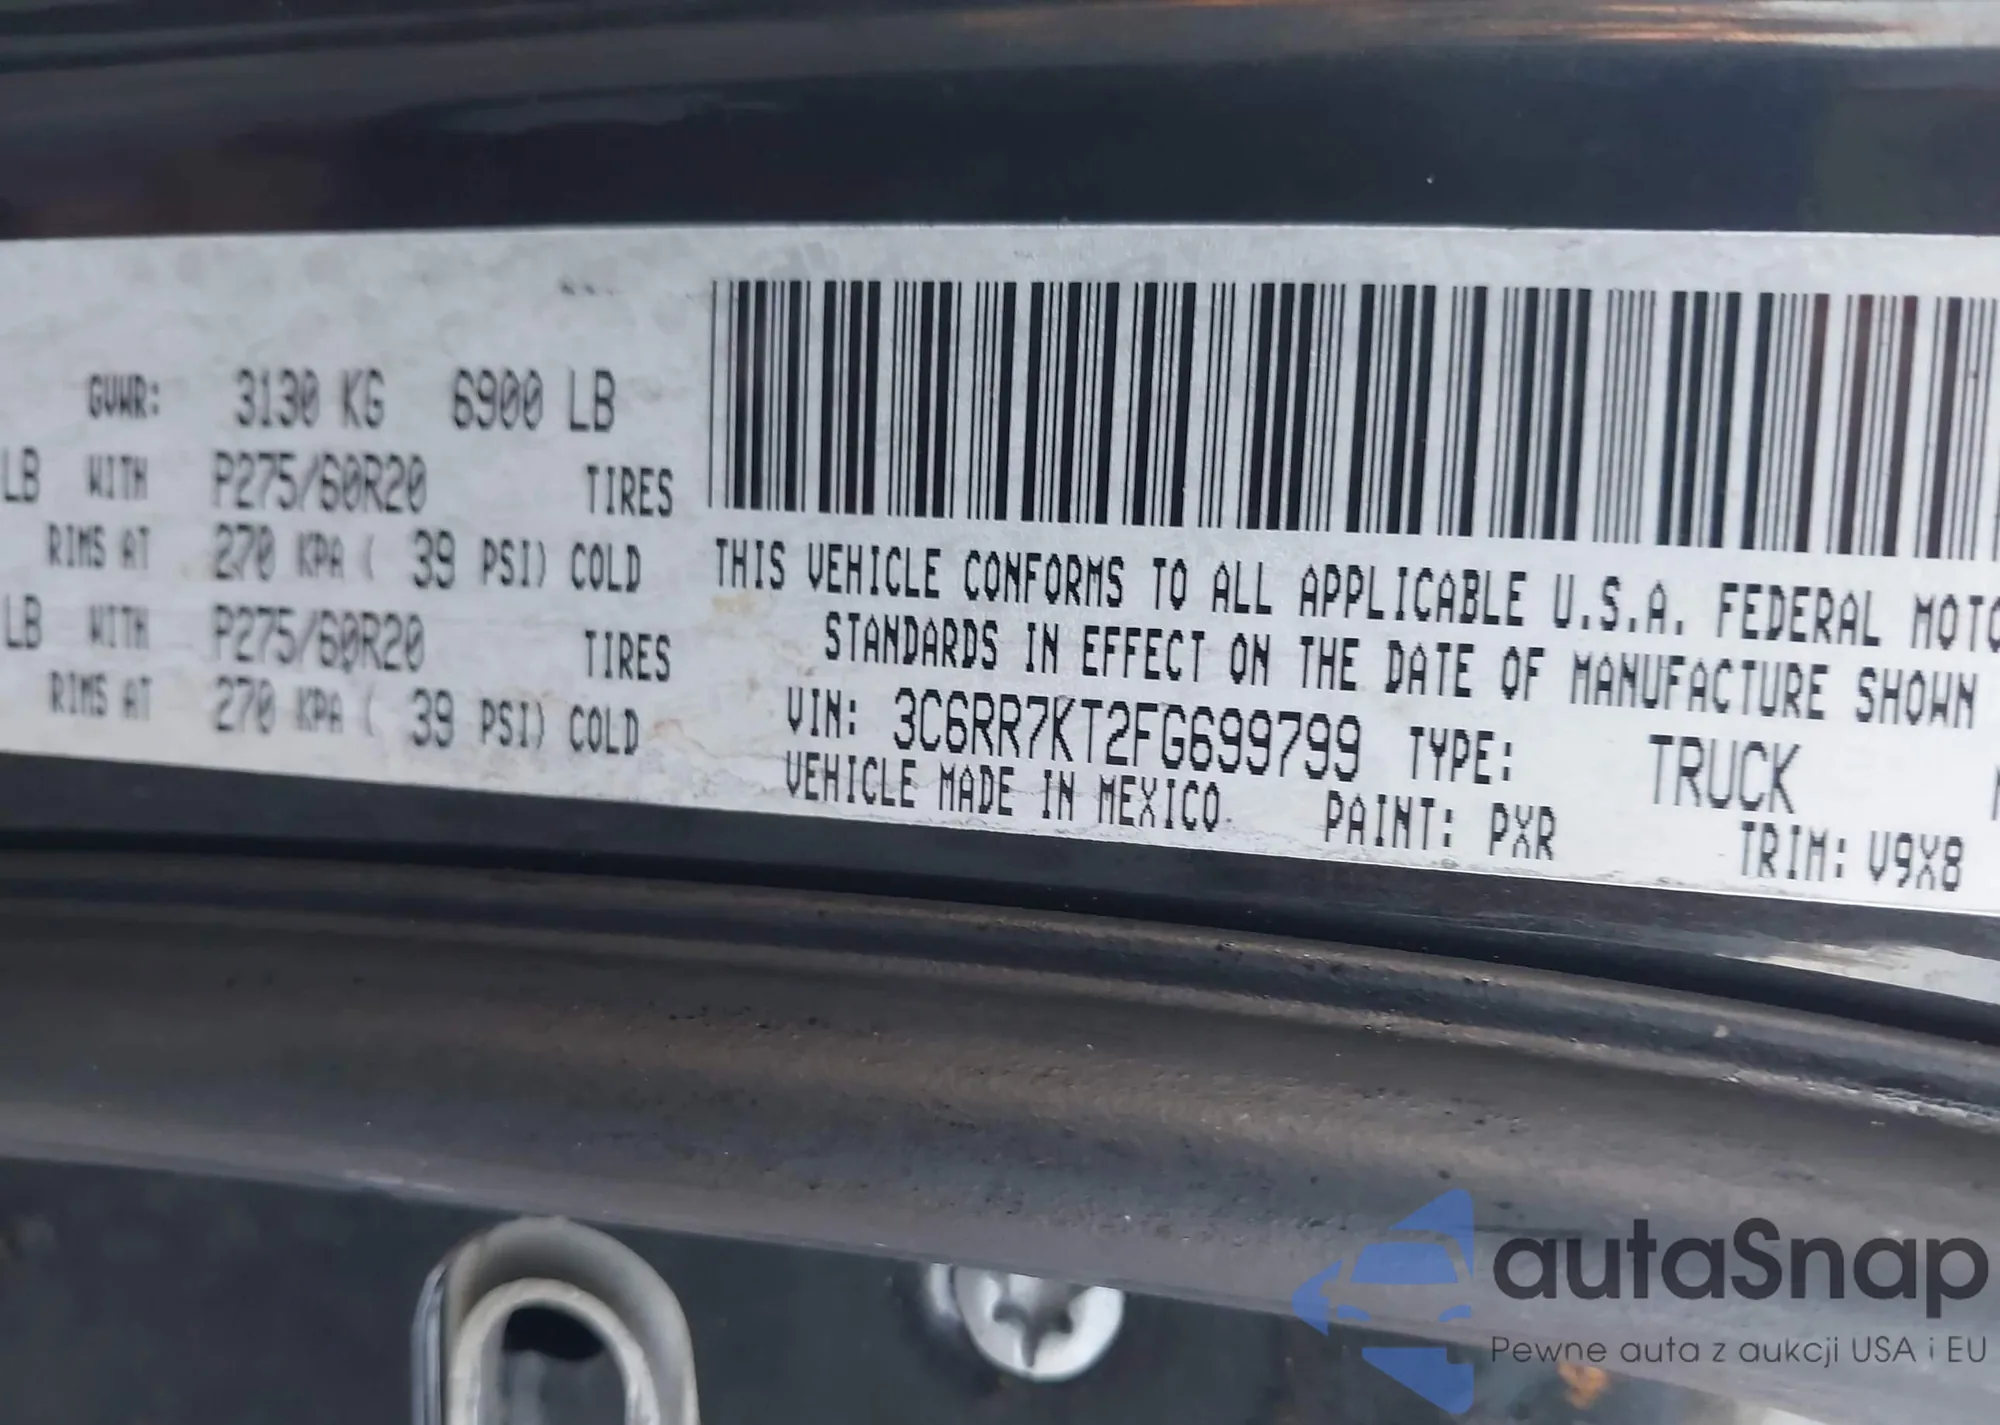 GVWR: 3130 KG 6900 LB
LB WITH P275/60R20 TIRES
RIMS AT 270 KPA ( 39 PSI) COLD
LB WITH P275/60R20 TIRES
RIMS AT 270 KPA ( 39 PSI) COLD
THIS VEHICLE CONFORMS TO ALL APPLICABLE U.S.A. FEDERAL MOTO
STANDARDS IN EFFECT ON THE DATE OF MANUFACTURE SHOWN
VIN: 3C6RR7KT2FG699799 TYPE: TRUCK
VEHICLE MADE IN MEXICO PAINT: PXR TRIM: V9X8
autaSnap
Pewne auta z aukcji USA i EU